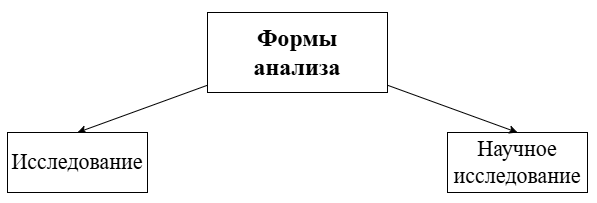 Формы
анализа
Исследование
Научное
исследование